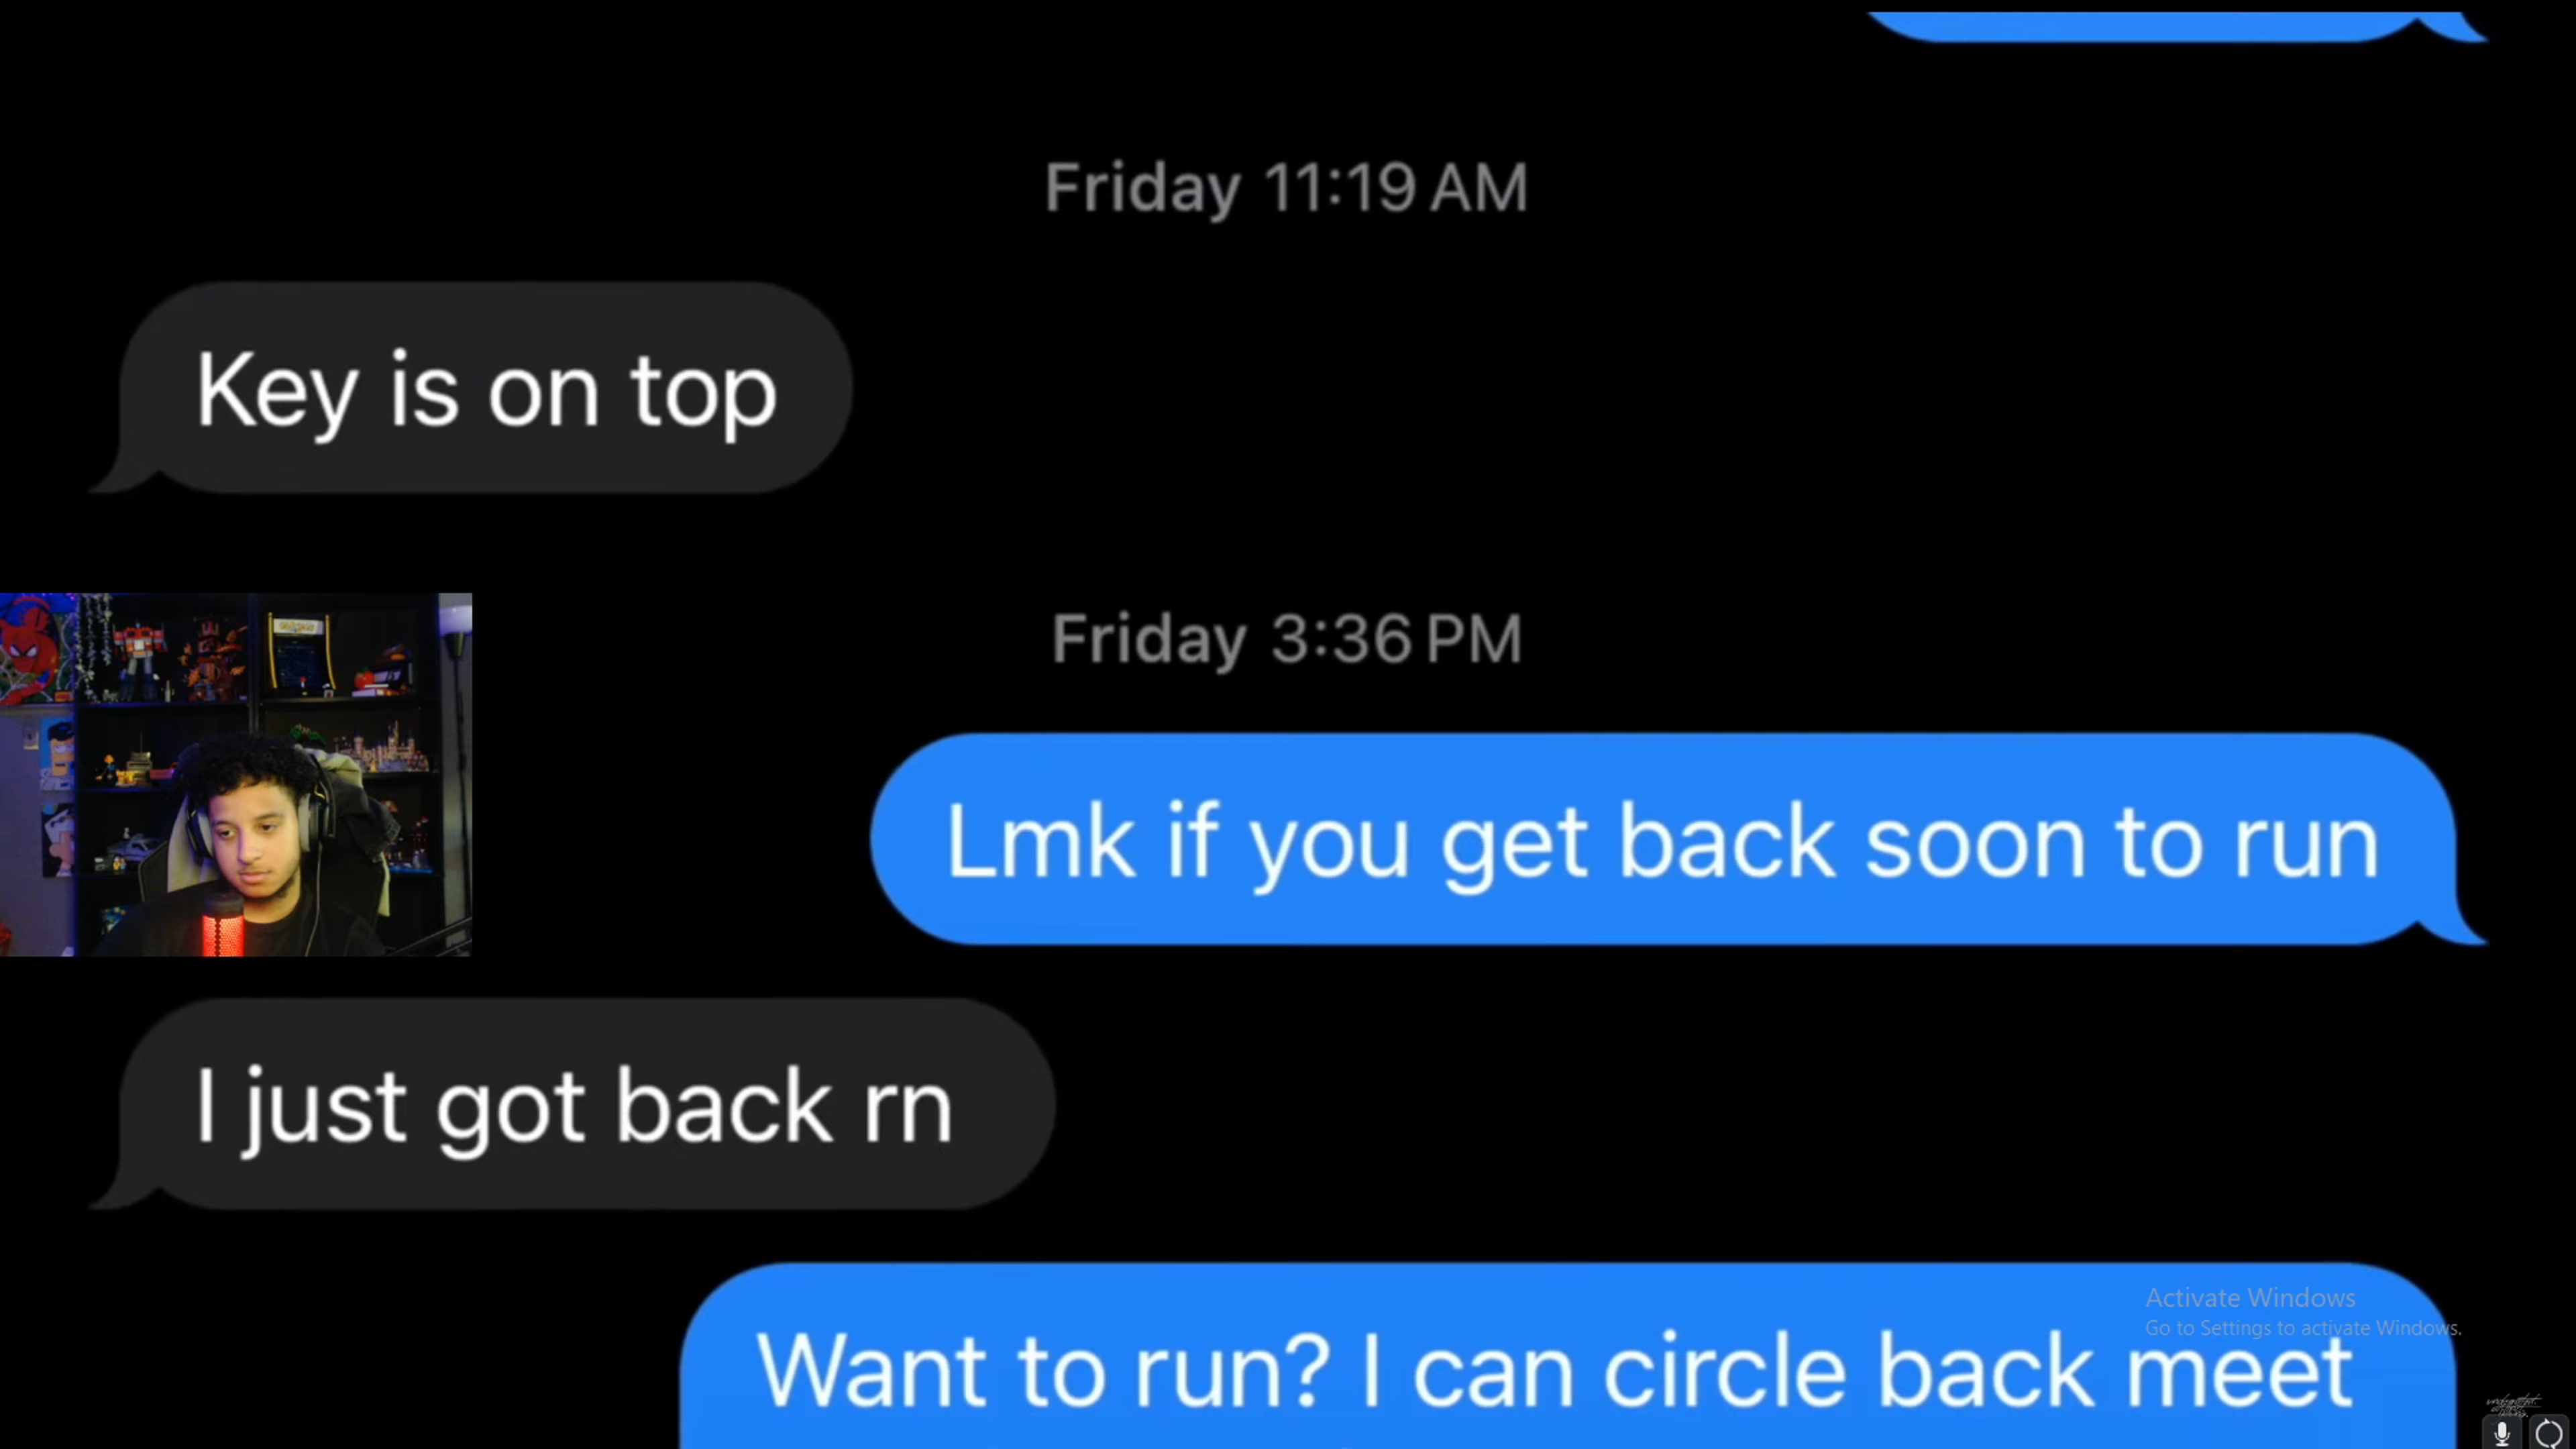 Friday 11:19 AM
Key is on top
Friday 3:36 PM
Lmk if you get back soon to run
I just got back rn
Want to run? I can circle back meet
Activate Windows
Go to Settings to activate Windows.